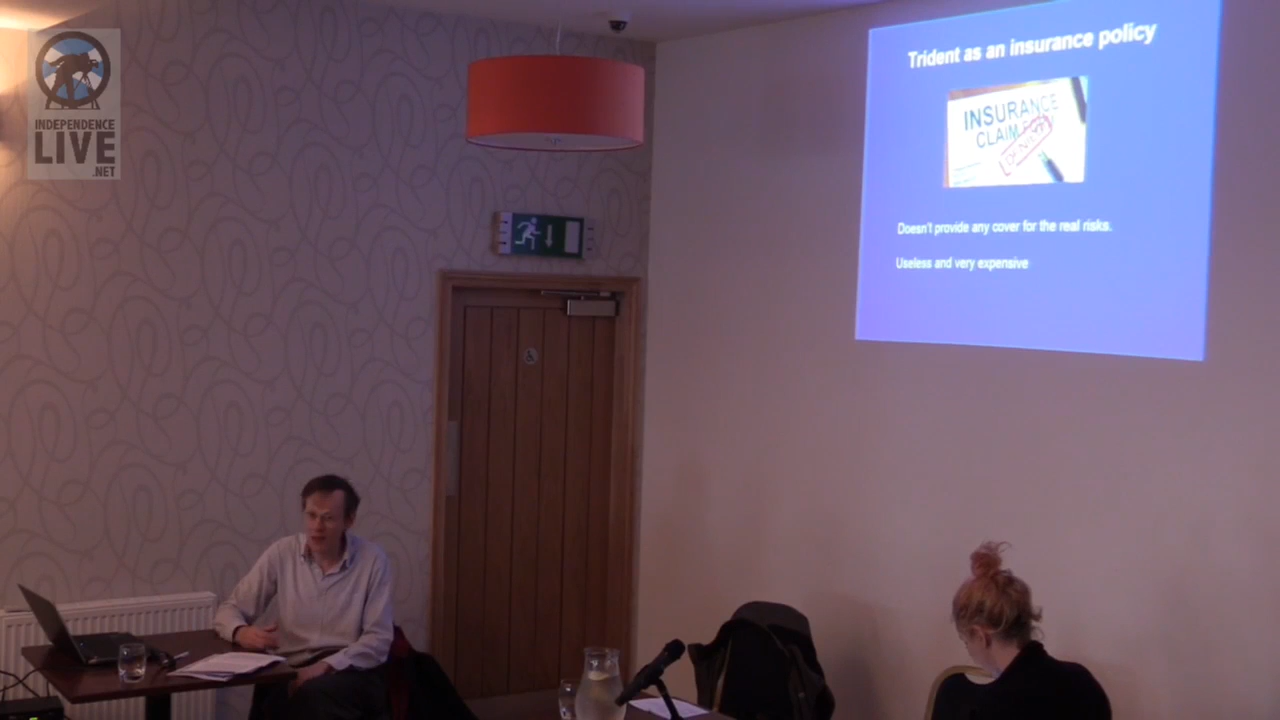 INDEPENDENCE
LIVE
.NET
Trident as an insurance policy
INSURANCE
CLAIM
DENIED
Doesn't provide any cover for the real risks.
Useless and very expensive